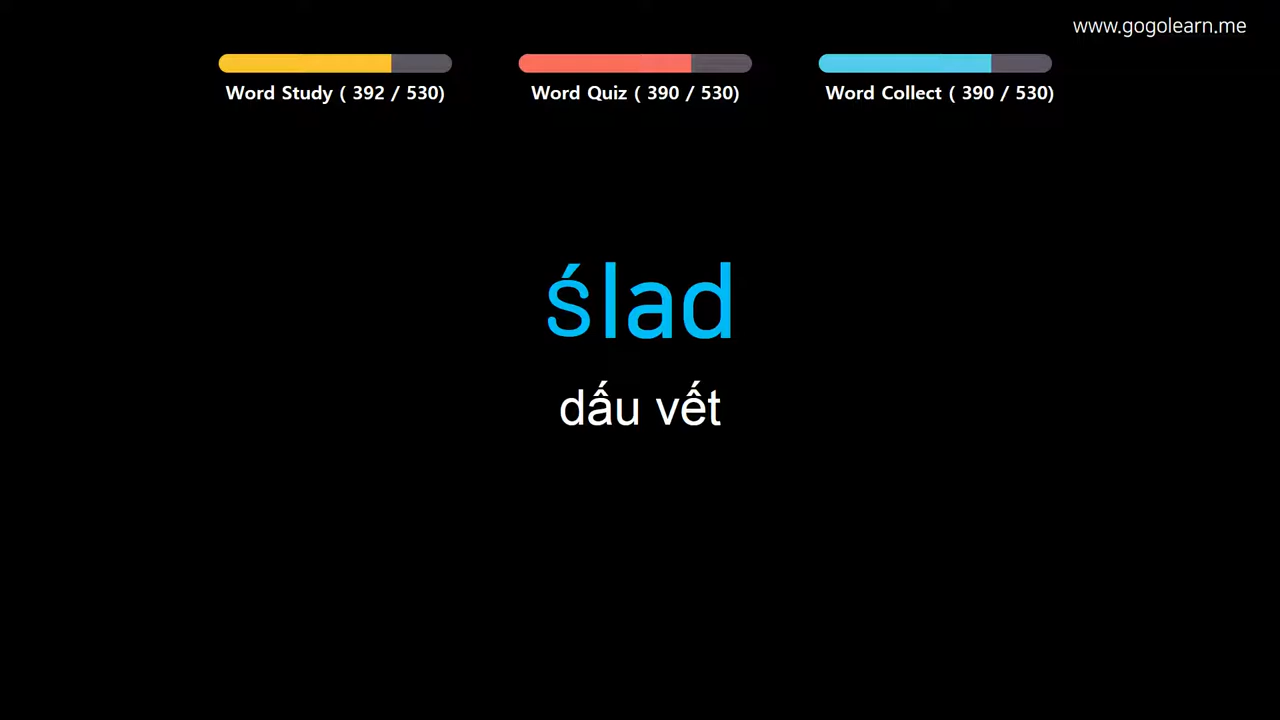 www.gogolearn.me
Word Study ( 392 / 530)
Word Quiz ( 390 / 530)
Word Collect ( 390 / 530)
ślad
dấu vết